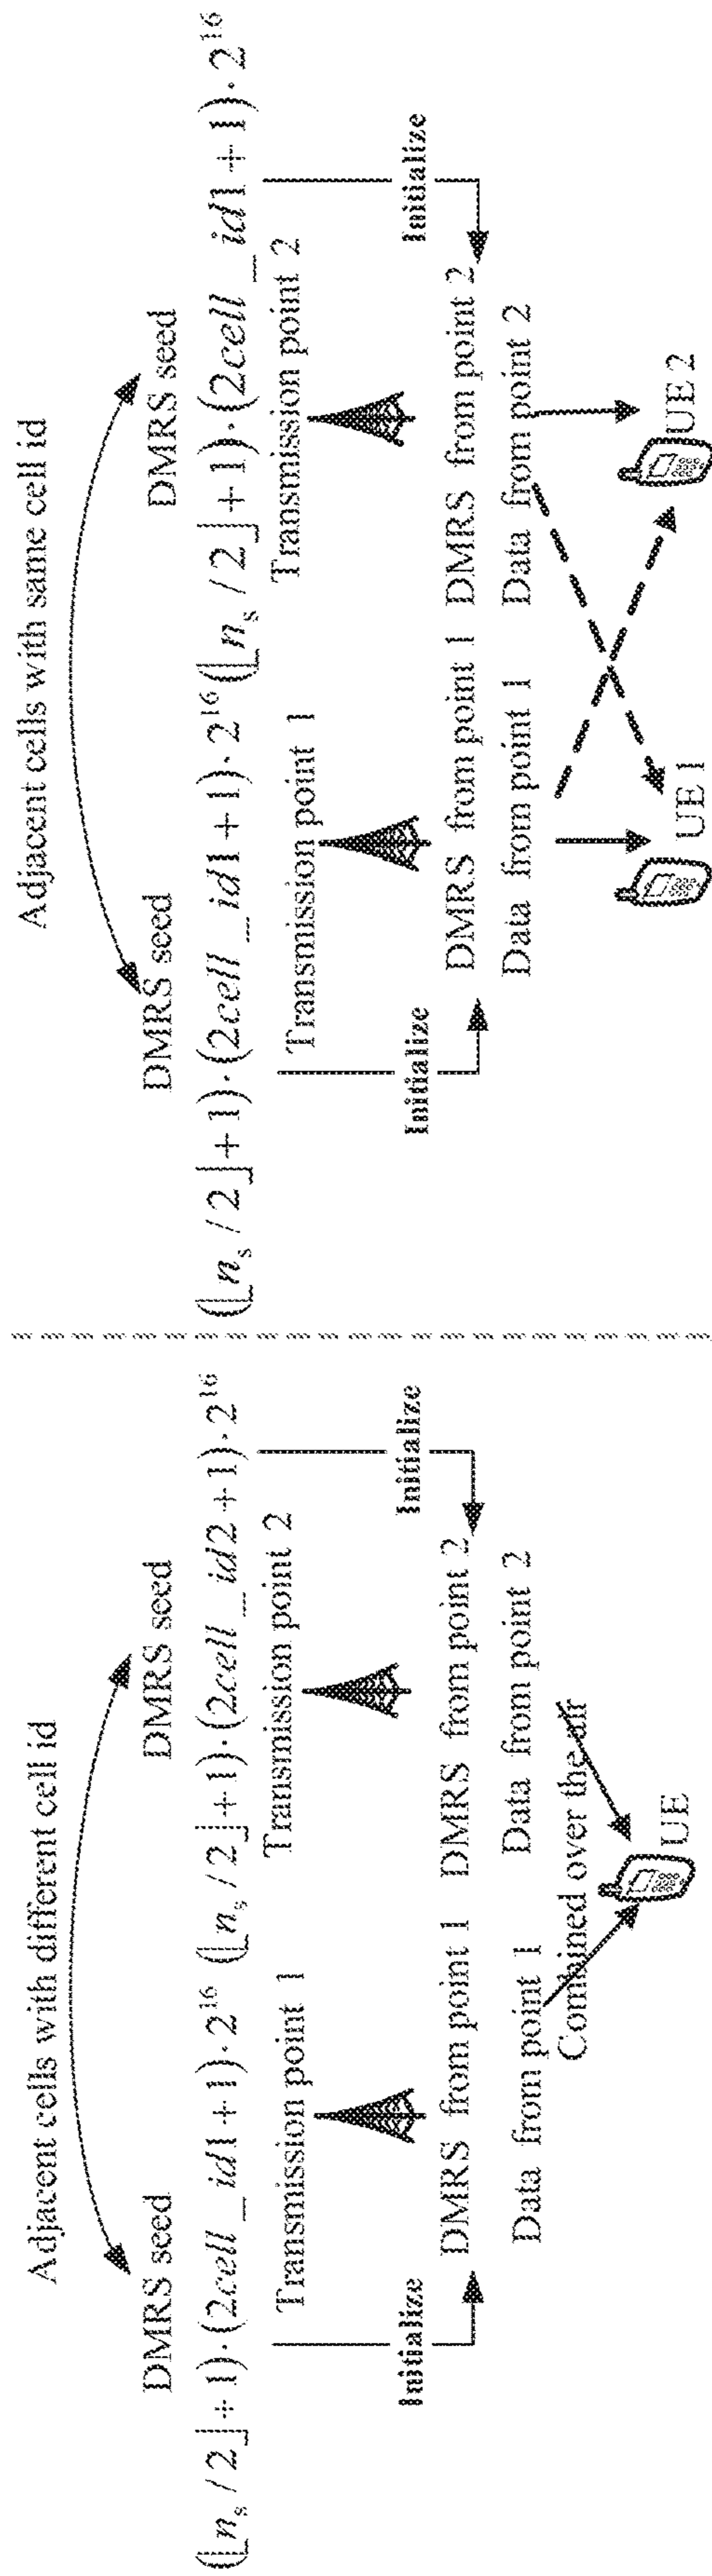 Adjacent cells with different cell id
DMRS seed
DMRS seed
(⌊n_s / 2⌋ + 1) · (2cell_id1 + 1) · 2^16
(⌊n_s / 2⌋ + 1) · (2cell_id2 + 1) · 2^16
Transmission point 1
Transmission point 2
Initialize
Initialize
DMRS from point 1
DMRS from point 2
Data from point 1
Data from point 2
Combined over the air
UE
Adjacent cells with same cell id
DMRS seed
DMRS seed
(⌊n_s / 2⌋ + 1) · (2cell_id1 + 1) · 2^16
(⌊n_s / 2⌋ + 1) · (2cell_id1 + 1) · 2^16
Transmission point 1
Transmission point 2
Initialize
Initialize
DMRS from point 1
DMRS from point 2
Data from point 1
Data from point 2
UE 1
UE 2